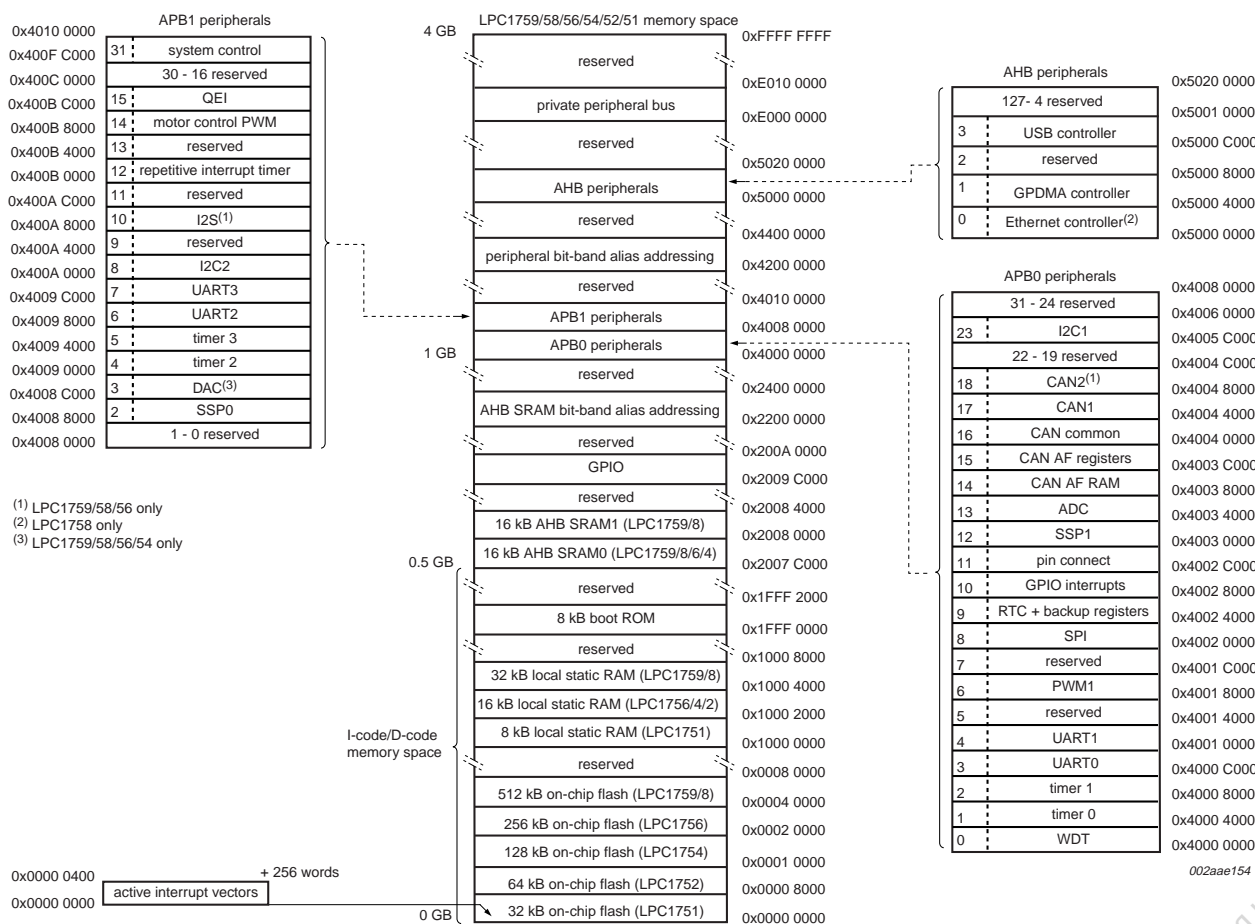 APB1 peripherals
0x4010 0000
31 system control
0x400F C000
30 - 16 reserved
0x400C 0000
15 QEI
0x400B C000
14 motor control PWM
0x400B 8000
13 reserved
0x400B 4000
12 repetitive interrupt timer
0x400B 0000
11 reserved
0x400A C000
10 I2S(1)
0x400A 8000
9 reserved
0x400A 4000
8 I2C2
0x400A 0000
7 UART3
0x4009 C000
6 UART2
0x4009 8000
5 timer 3
0x4009 4000
4 timer 2
0x4009 0000
3 DAC(3)
0x4008 C000
2 SSP0
0x4008 8000
1 - 0 reserved
0x4008 0000
(1) LPC1759/58/56 only
(2) LPC1758 only
(3) LPC1759/58/56/54 only
LPC1759/58/56/54/52/51 memory space
4 GB
0xFFFF FFFF
reserved
0xE010 0000
private peripheral bus
0xE000 0000
reserved
0x5020 0000
AHB peripherals
0x5000 0000
reserved
0x4400 0000
peripheral bit-band alias addressing
0x4200 0000
reserved
0x4010 0000
APB1 peripherals
0x4008 0000
APB0 peripherals
1 GB
0x4000 0000
reserved
0x2400 0000
AHB SRAM bit-band alias addressing
0x2200 0000
reserved
0x200A 0000
GPIO
0x2009 C000
reserved
0x2008 4000
16 kB AHB SRAM1 (LPC1759/8)
0x2008 0000
16 kB AHB SRAM0 (LPC1759/8/6/4)
0.5 GB
0x2007 C000
reserved
0x1FFF 2000
8 kB boot ROM
0x1FFF 0000
reserved
0x1000 8000
32 kB local static RAM (LPC1759/8)
0x1000 4000
16 kB local static RAM (LPC1756/4/2)
0x1000 2000
8 kB local static RAM (LPC1751)
0x1000 0000
I-code/D-code
memory space
reserved
0x0008 0000
512 kB on-chip flash (LPC1759/8)
0x0004 0000
256 kB on-chip flash (LPC1756)
0x0002 0000
128 kB on-chip flash (LPC1754)
0x0001 0000
64 kB on-chip flash (LPC1752)
0x0000 8000
32 kB on-chip flash (LPC1751)
0 GB
0x0000 0000
+ 256 words
0x0000 0400
active interrupt vectors
0x0000 0000
AHB peripherals
0x5020 0000
127- 4 reserved
0x5001 0000
3 USB controller
0x5000 C000
2 reserved
0x5000 8000
1 GPDMA controller
0x5000 4000
0 Ethernet controller(2)
0x5000 0000
APB0 peripherals
0x4008 0000
31 - 24 reserved
0x4006 0000
23 I2C1
0x4005 C000
22 - 19 reserved
0x4004 C000
18 CAN2(1)
0x4004 8000
17 CAN1
0x4004 4000
16 CAN common
0x4004 0000
15 CAN AF registers
0x4003 C000
14 CAN AF RAM
0x4003 8000
13 ADC
0x4003 4000
12 SSP1
0x4003 0000
11 pin connect
0x4002 C000
10 GPIO interrupts
0x4002 8000
9 RTC + backup registers
0x4002 4000
8 SPI
0x4002 0000
7 reserved
0x4001 C000
6 PWM1
0x4001 8000
5 reserved
0x4001 4000
4 UART1
0x4001 0000
3 UART0
0x4000 C000
2 timer 1
0x4000 8000
1 timer 0
0x4000 4000
0 WDT
0x4000 0000
002aae154